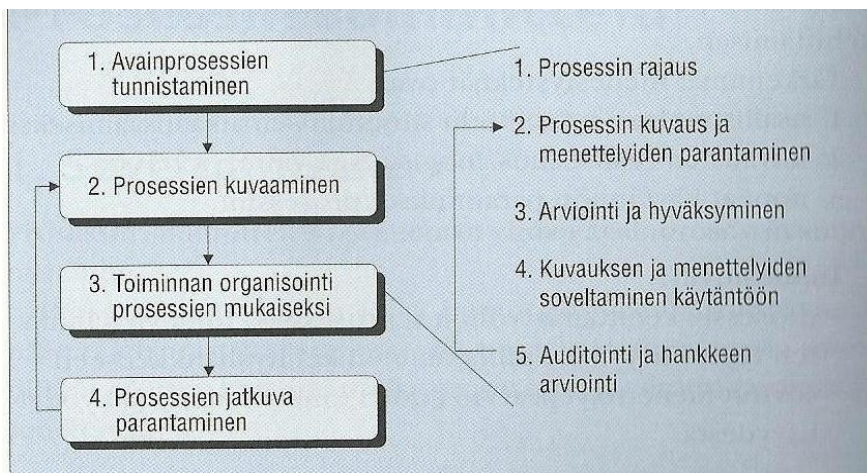 1. Avainprosessien
tunnistaminen
2. Prosessien kuvaaminen
3. Toiminnan organisointi
prosessien mukaiseksi
4. Prosessien jatkuva
parantaminen
1. Prosessin rajaus
2. Prosessin kuvaus ja
menettelyiden parantaminen
3. Arviointi ja hyväksyminen
4. Kuvauksen ja menettelyiden
soveltaminen käytäntöön
5. Auditointi ja hankkeen
arviointi